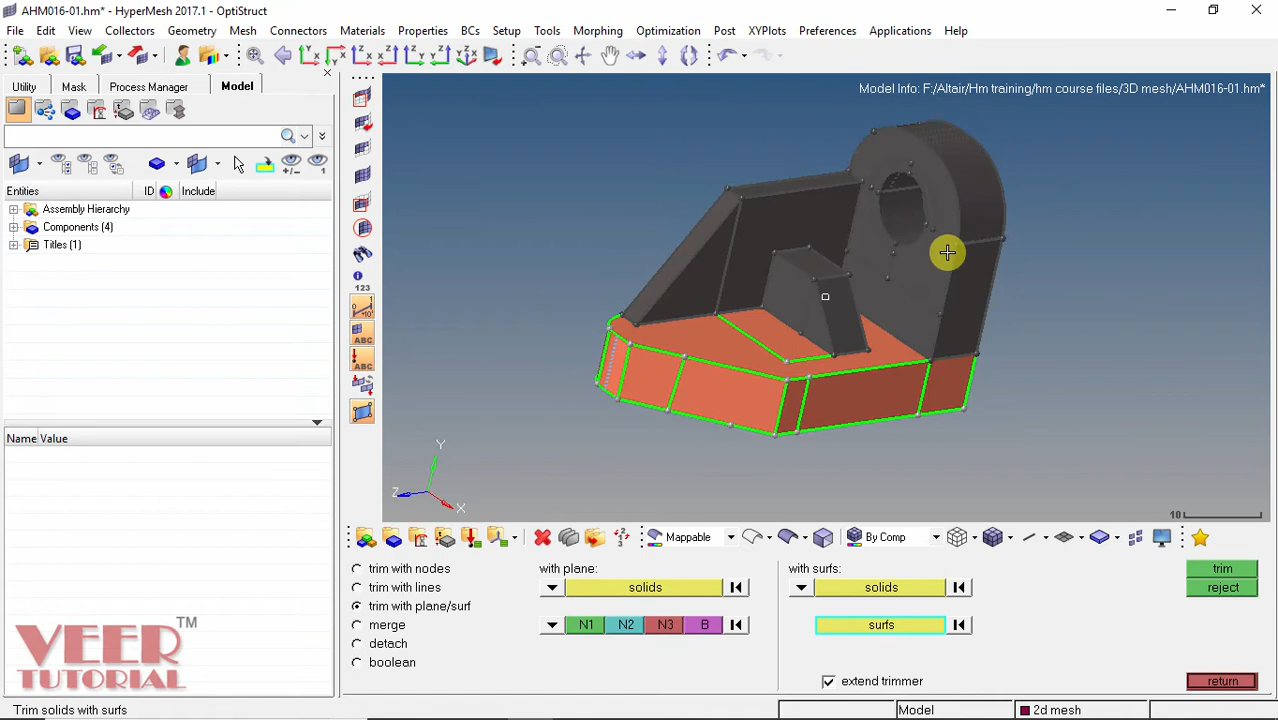 AHM016-01.hm* - HyperMesh 2017.1 - OptiStruct
File Edit View Collectors Geometry Mesh Connectors Materials Properties BCs Setup Tools Morphing Optimization Post XYPlots Preferences Applications Help
Utility Mask Process Manager Model
Model Info: F:/Altair/Hm training/hm course files/3D mesh/AHM016-01.hm*
Entities ID Include
Assembly Hierarchy
Components (4)
Titles (1)
123
ABC
ABC
Name Value
Y
Z
X
10
Mappable By Comp
trim with nodes
trim with lines
trim with plane/surf
merge
detach
boolean
with plane:
solids
N1 N2 N3 B
with surfs:
solids
surfs
extend trimmer
trim
reject
return
VEER TM
TUTORIAL
Trim solids with surfs
Model
2d mesh